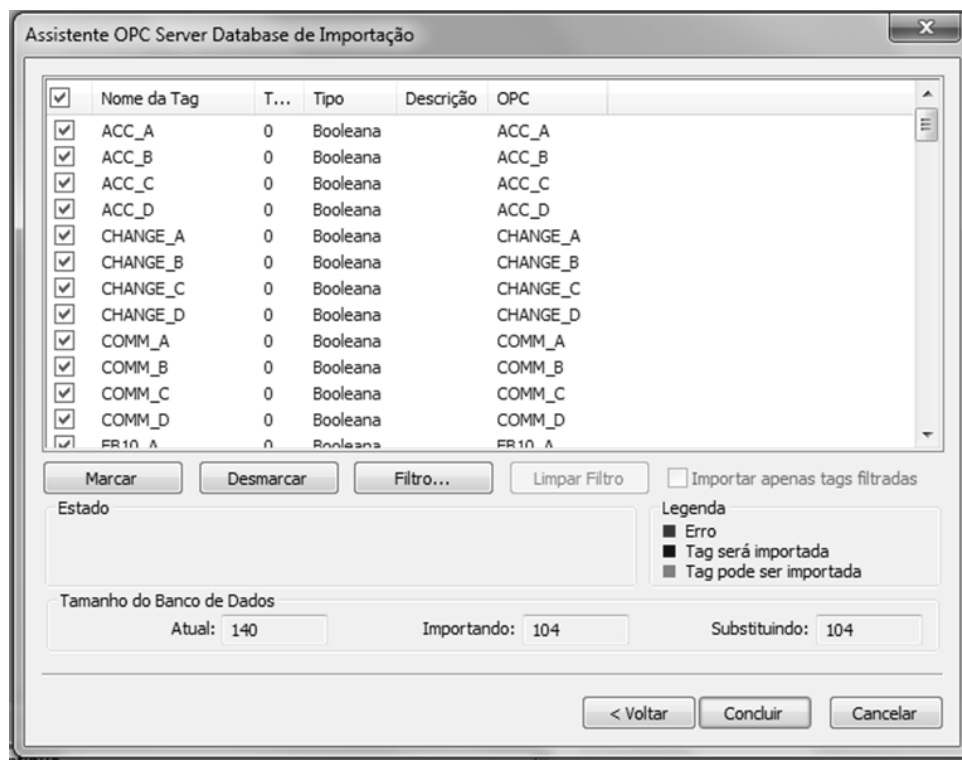 Assistente OPC Server Database de Importação
x
Nome da Tag T... Tipo Descrição OPC
ACC_A 0 Booleana ACC_A
ACC_B 0 Booleana ACC_B
ACC_C 0 Booleana ACC_C
ACC_D 0 Booleana ACC_D
CHANGE_A 0 Booleana CHANGE_A
CHANGE_B 0 Booleana CHANGE_B
CHANGE_C 0 Booleana CHANGE_C
CHANGE_D 0 Booleana CHANGE_D
COMM_A 0 Booleana COMM_A
COMM_B 0 Booleana COMM_B
COMM_C 0 Booleana COMM_C
COMM_D 0 Booleana COMM_D
0 Booleana
Marcar Desmarcar Filtro... Limpar Filtro Importar apenas tags filtradas
Estado Legenda
Erro
Tag será importada
Tag pode ser importada
Tamanho do Banco de Dados
Atual: 140 Importando: 104 Substituindo: 104
< Voltar Concluir Cancelar